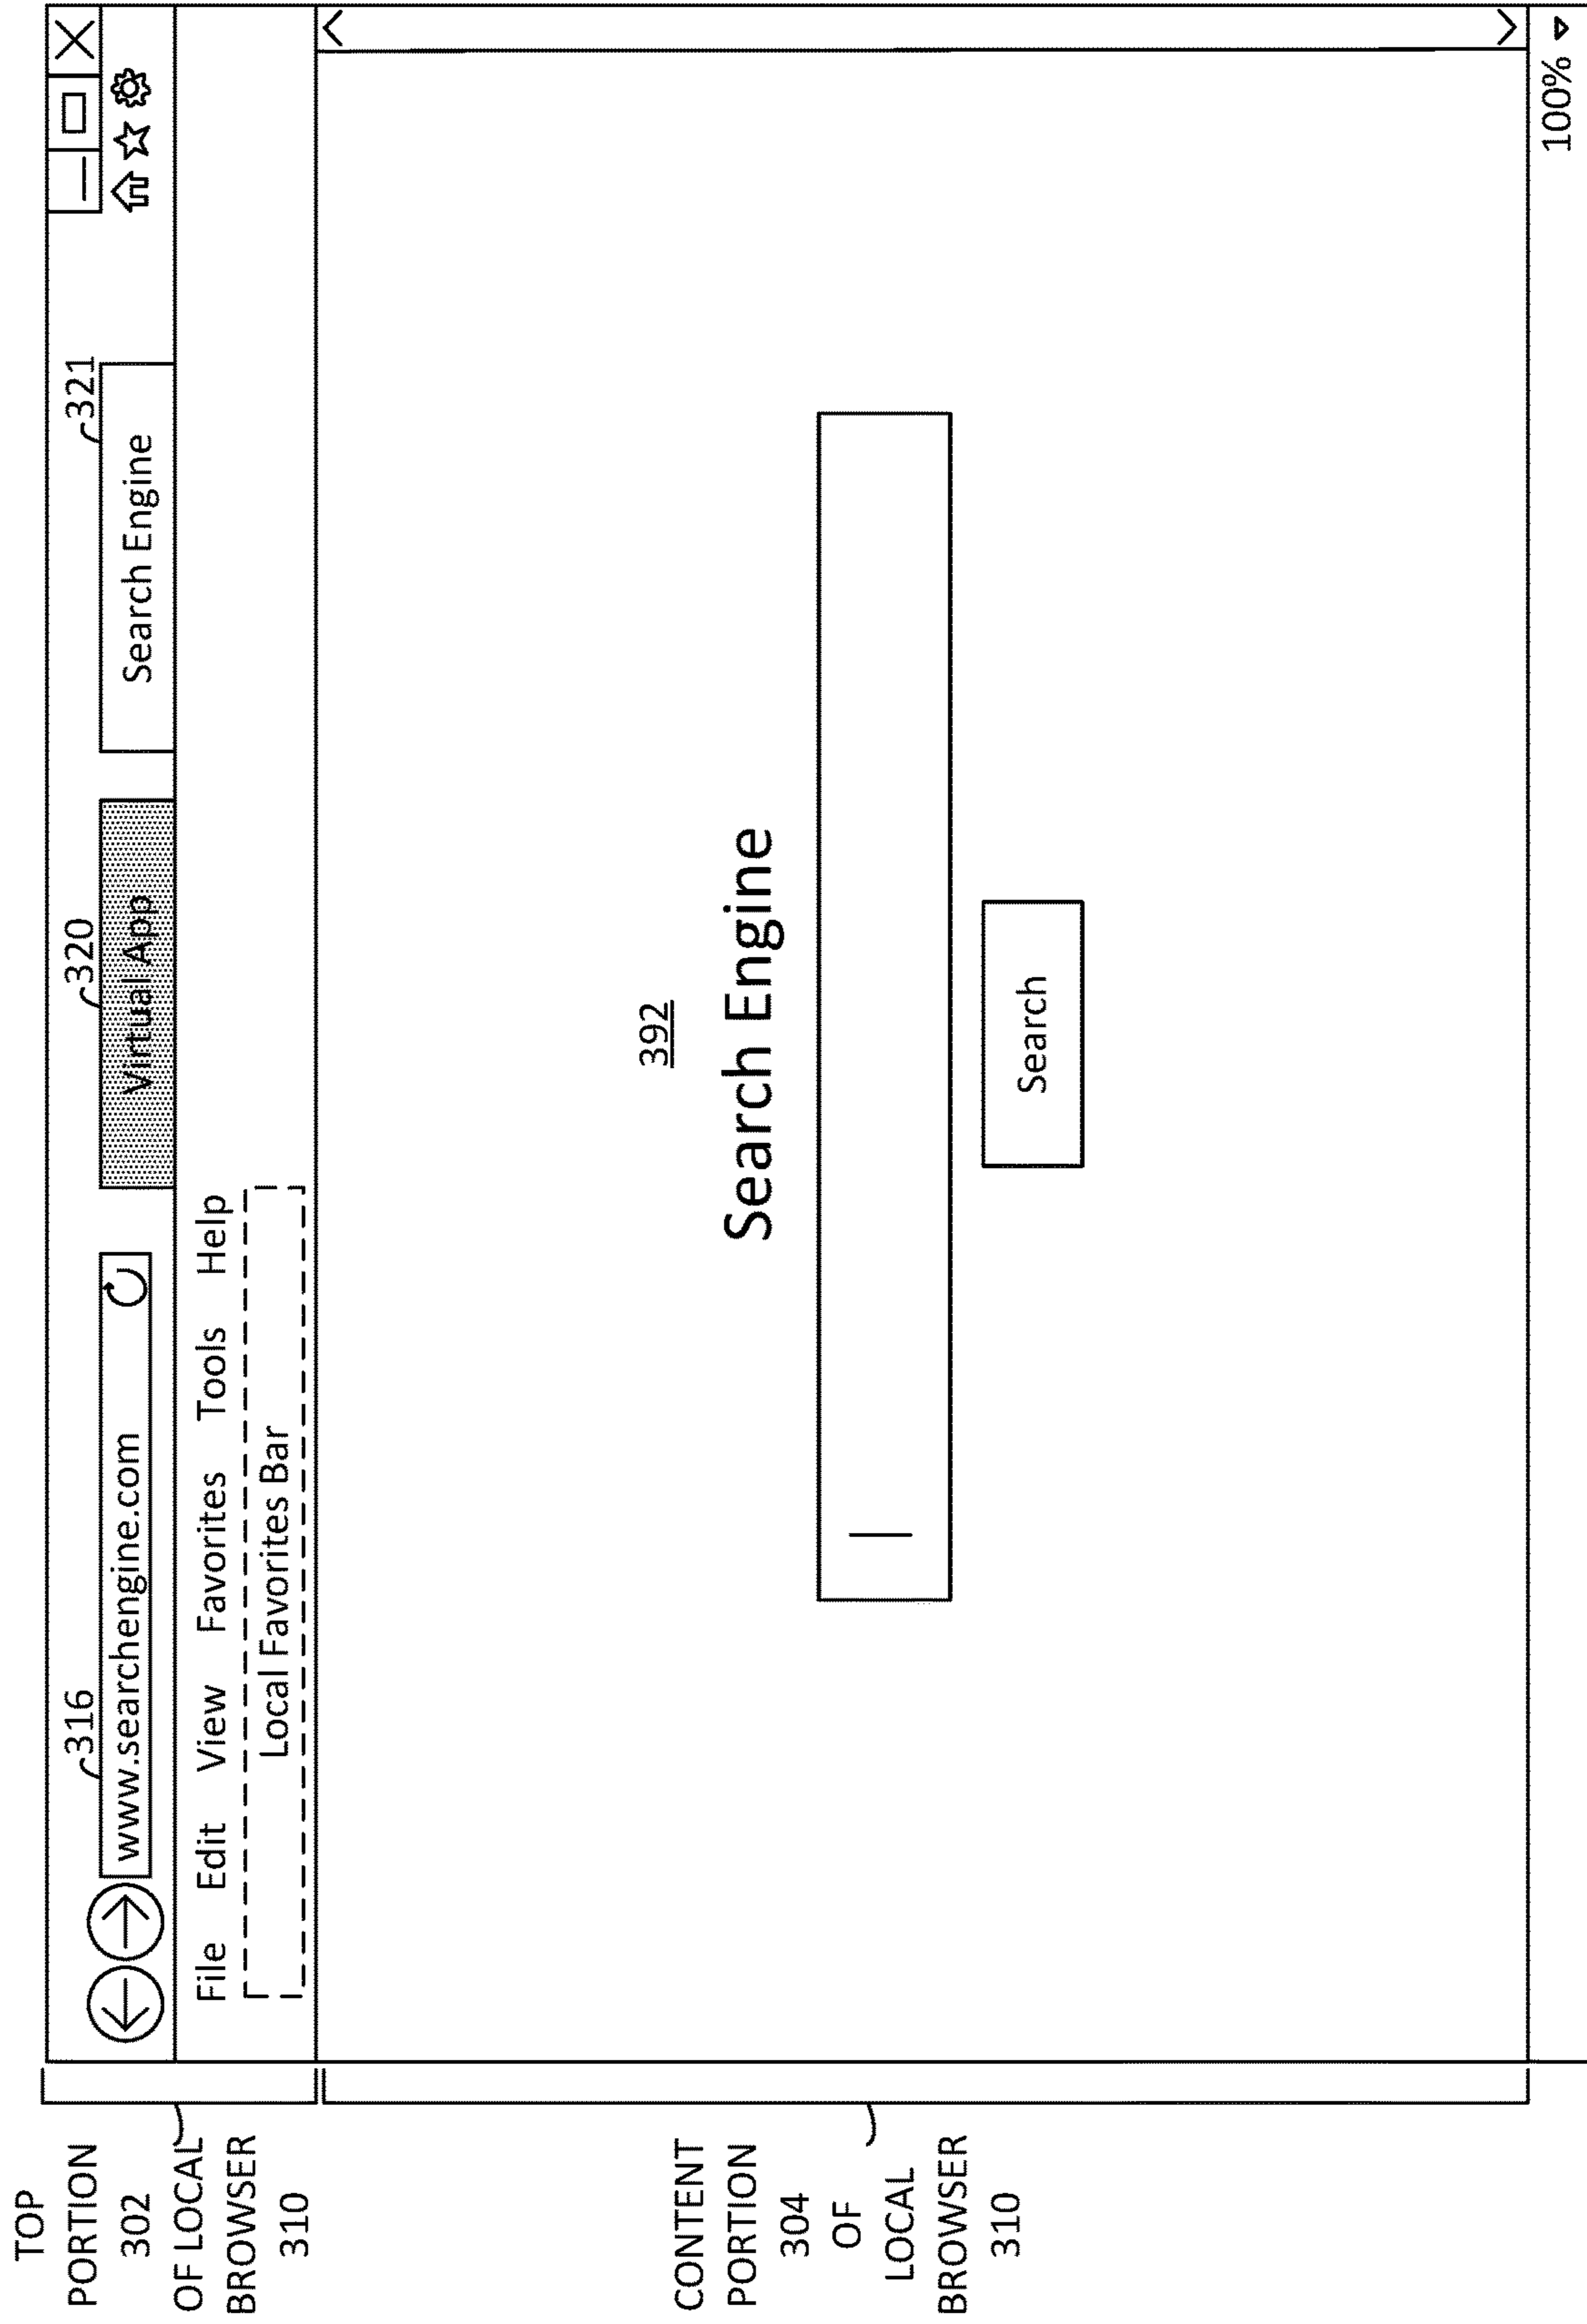 TOP
PORTION
302
OF LOCAL
BROWSER
310
316
320
321
www.searchengine.com
Virtual App
Search Engine
File Edit View Favorites Tools Help
Local Favorites Bar
CONTENT
PORTION
304
OF
LOCAL
BROWSER
310
392
Search Engine
Search
100%